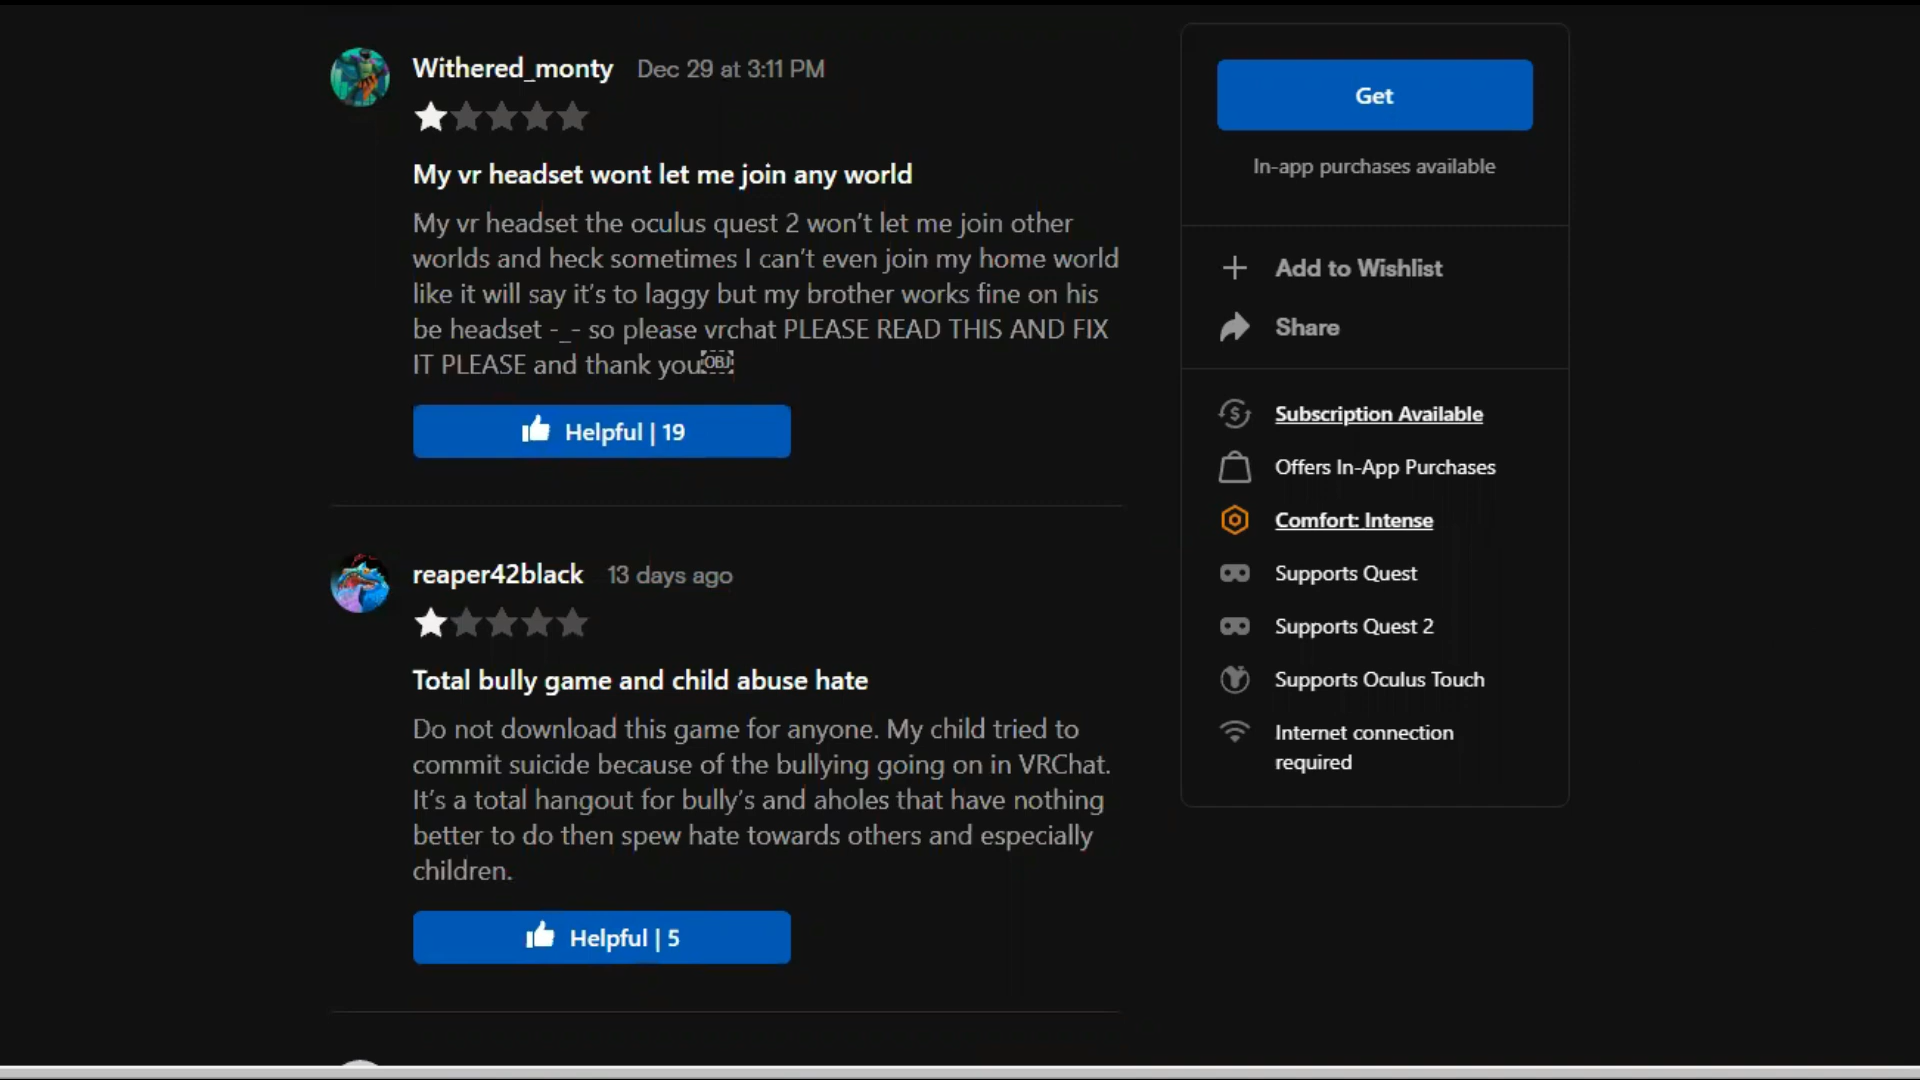 Withered_monty Dec 29 at 3:11 PM
My vr headset wont let me join any world
My vr headset the oculus quest 2 won't let me join other
worlds and heck sometimes I can't even join my home world
like it will say it's to laggy but my brother works fine on his
be headset -_- so please vrchat PLEASE READ THIS AND FIX
IT PLEASE and thank you￼
Helpful | 19
reaper42black 13 days ago
Total bully game and child abuse hate
Do not download this game for anyone. My child tried to
commit suicide because of the bullying going on in VRChat.
It's a total hangout for bully's and aholes that have nothing
better to do then spew hate towards others and especially
children.
Helpful | 5
Get
In-app purchases available
Add to Wishlist
Share
Subscription Available
Offers In-App Purchases
Comfort: Intense
Supports Quest
Supports Quest 2
Supports Oculus Touch
Internet connection
required